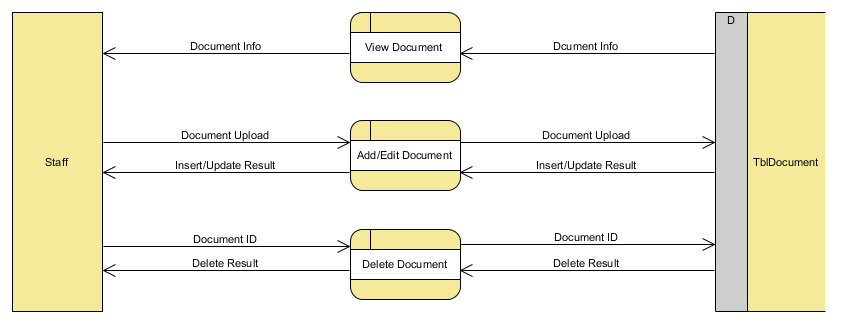 D
Document Info
View Document
Dcument Info
Document Upload
Document Upload
Staff
Add/Edit Document
TblDocument
Insert/Update Result
Insert/Update Result
Document ID
Document ID
Delete Result
Delete Document
Delete Result